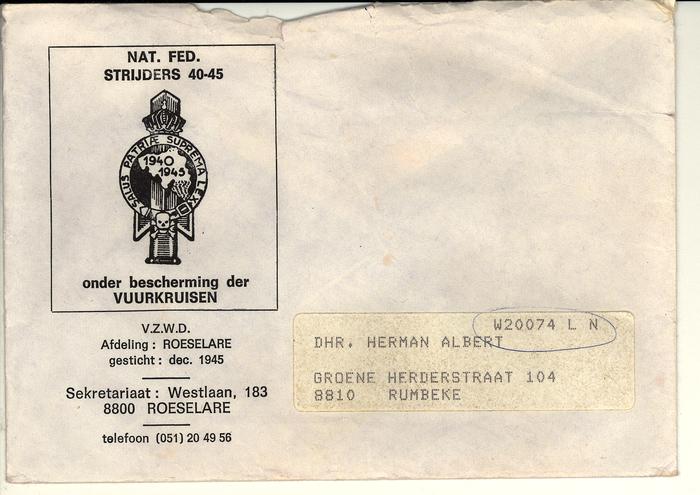 NAT. FED.
STRIJDERS 40-45
SALUS PATRIÆ SUPREMA LEX
1940
1945
onder bescherming der
VUURKRUISEN
V.Z.W.D.
Afdeling : ROESELARE
gesticht : dec. 1945
Sekretariaat : Westlaan, 183
8800 ROESELARE
telefoon (051) 20 49 56
W20074 L N
DHR. HERMAN ALBERT
GROENE HERDERSTRAAT 104
8810 RUMBEKE